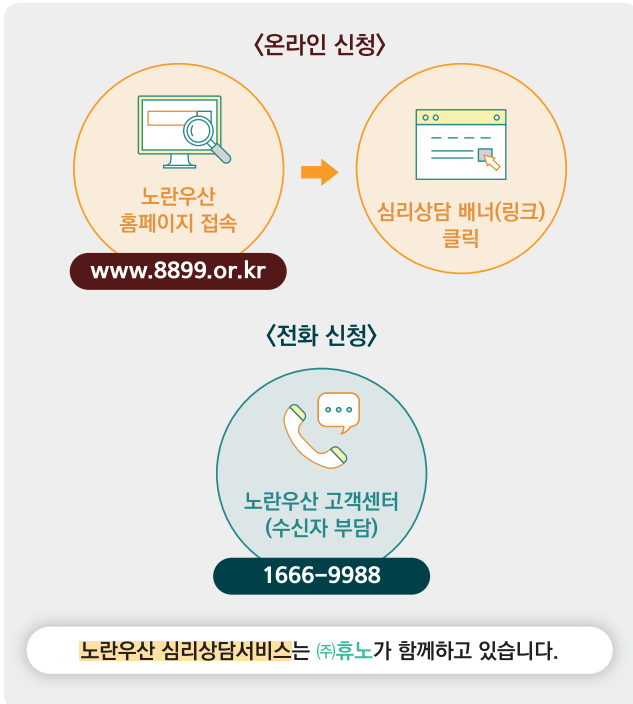 <온라인 신청>
노란우산
홈페이지 접속
www.8899.or.kr
심리상담 배너(링크)
클릭
<전화 신청>
노란우산 고객센터
(수신자 부담)
1666-9988
노란우산 심리상담서비스는 ㈜휴노가 함께하고 있습니다.